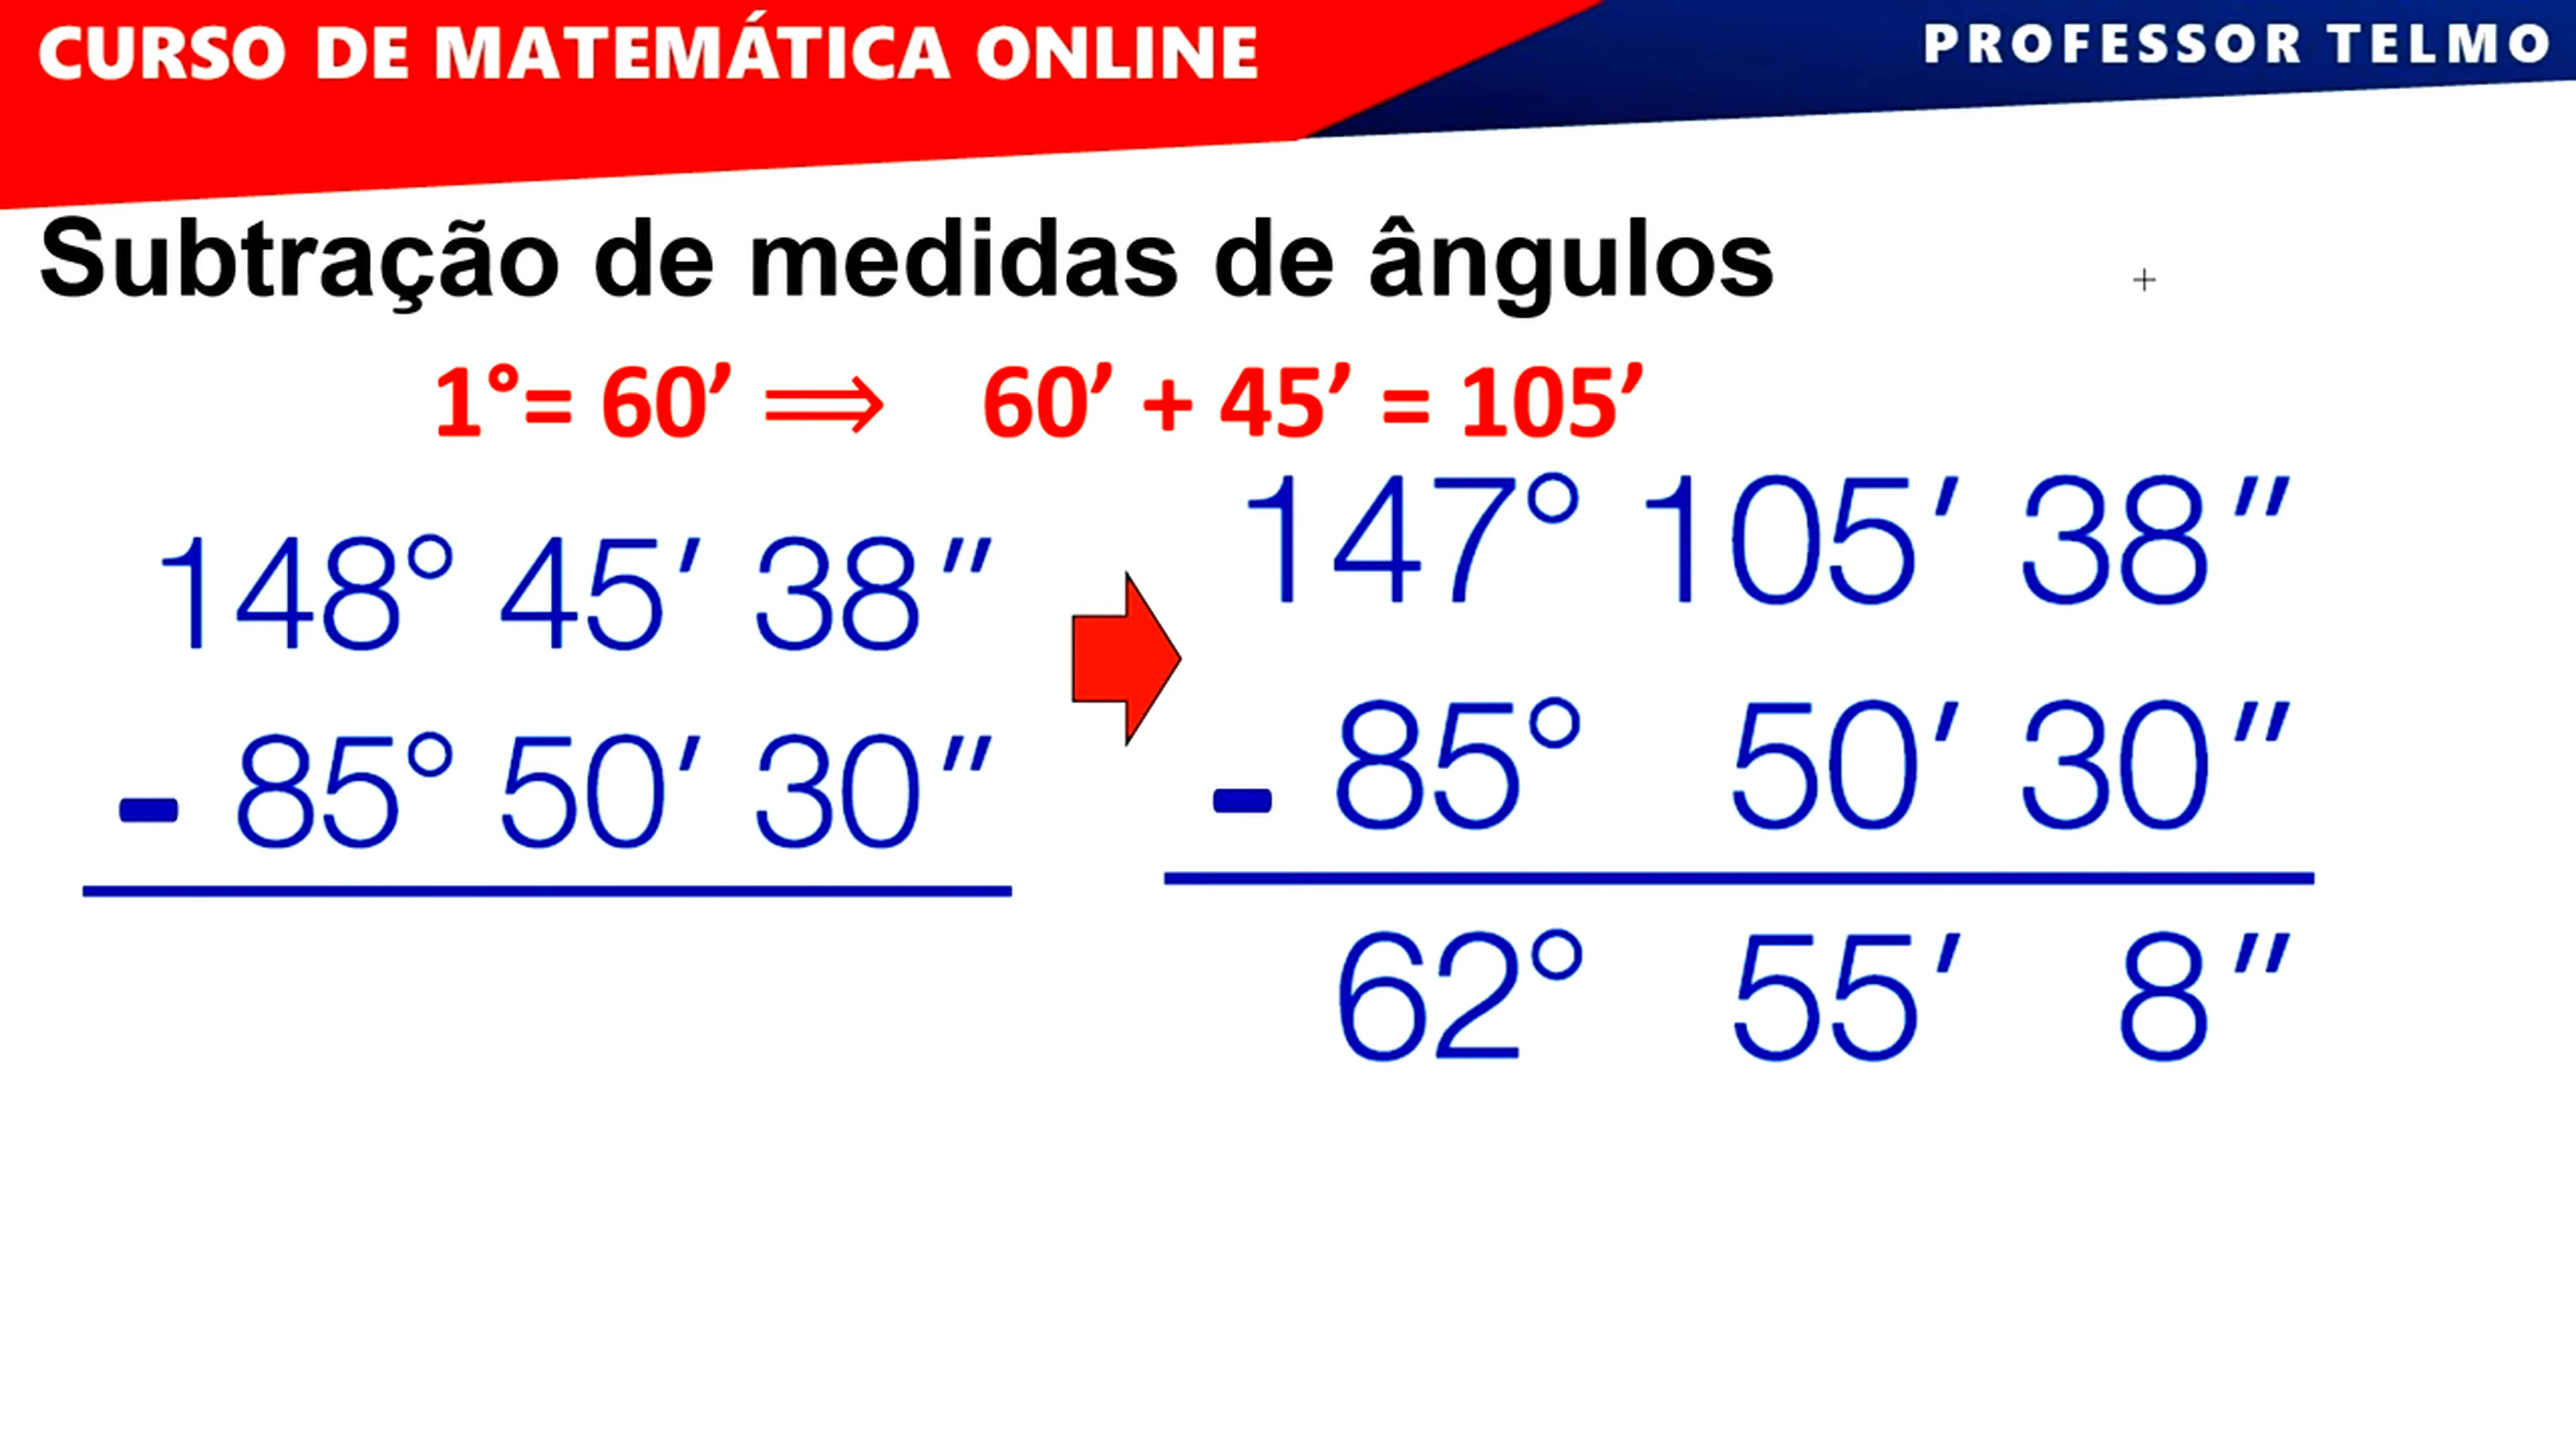 CURSO DE MATEMÁTICA ONLINE
PROFESSOR TELMO
Subtração de medidas de ângulos
1°= 60’ ⟹ 60’ + 45’ = 105’
148° 45′ 38″
- 85° 50′ 30″
147° 105′ 38″
- 85° 50′ 30″
62° 55′ 8″